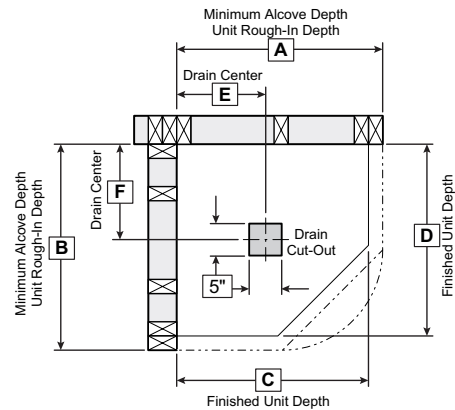 Minimum Alcove Depth
Unit Rough-In Depth
A
Drain Center
E
Minimum Alcove Depth
Unit Rough-In Depth
B
Drain Center
F
Drain
Cut-Out
5"
D
Finished Unit Depth
C
Finished Unit Depth